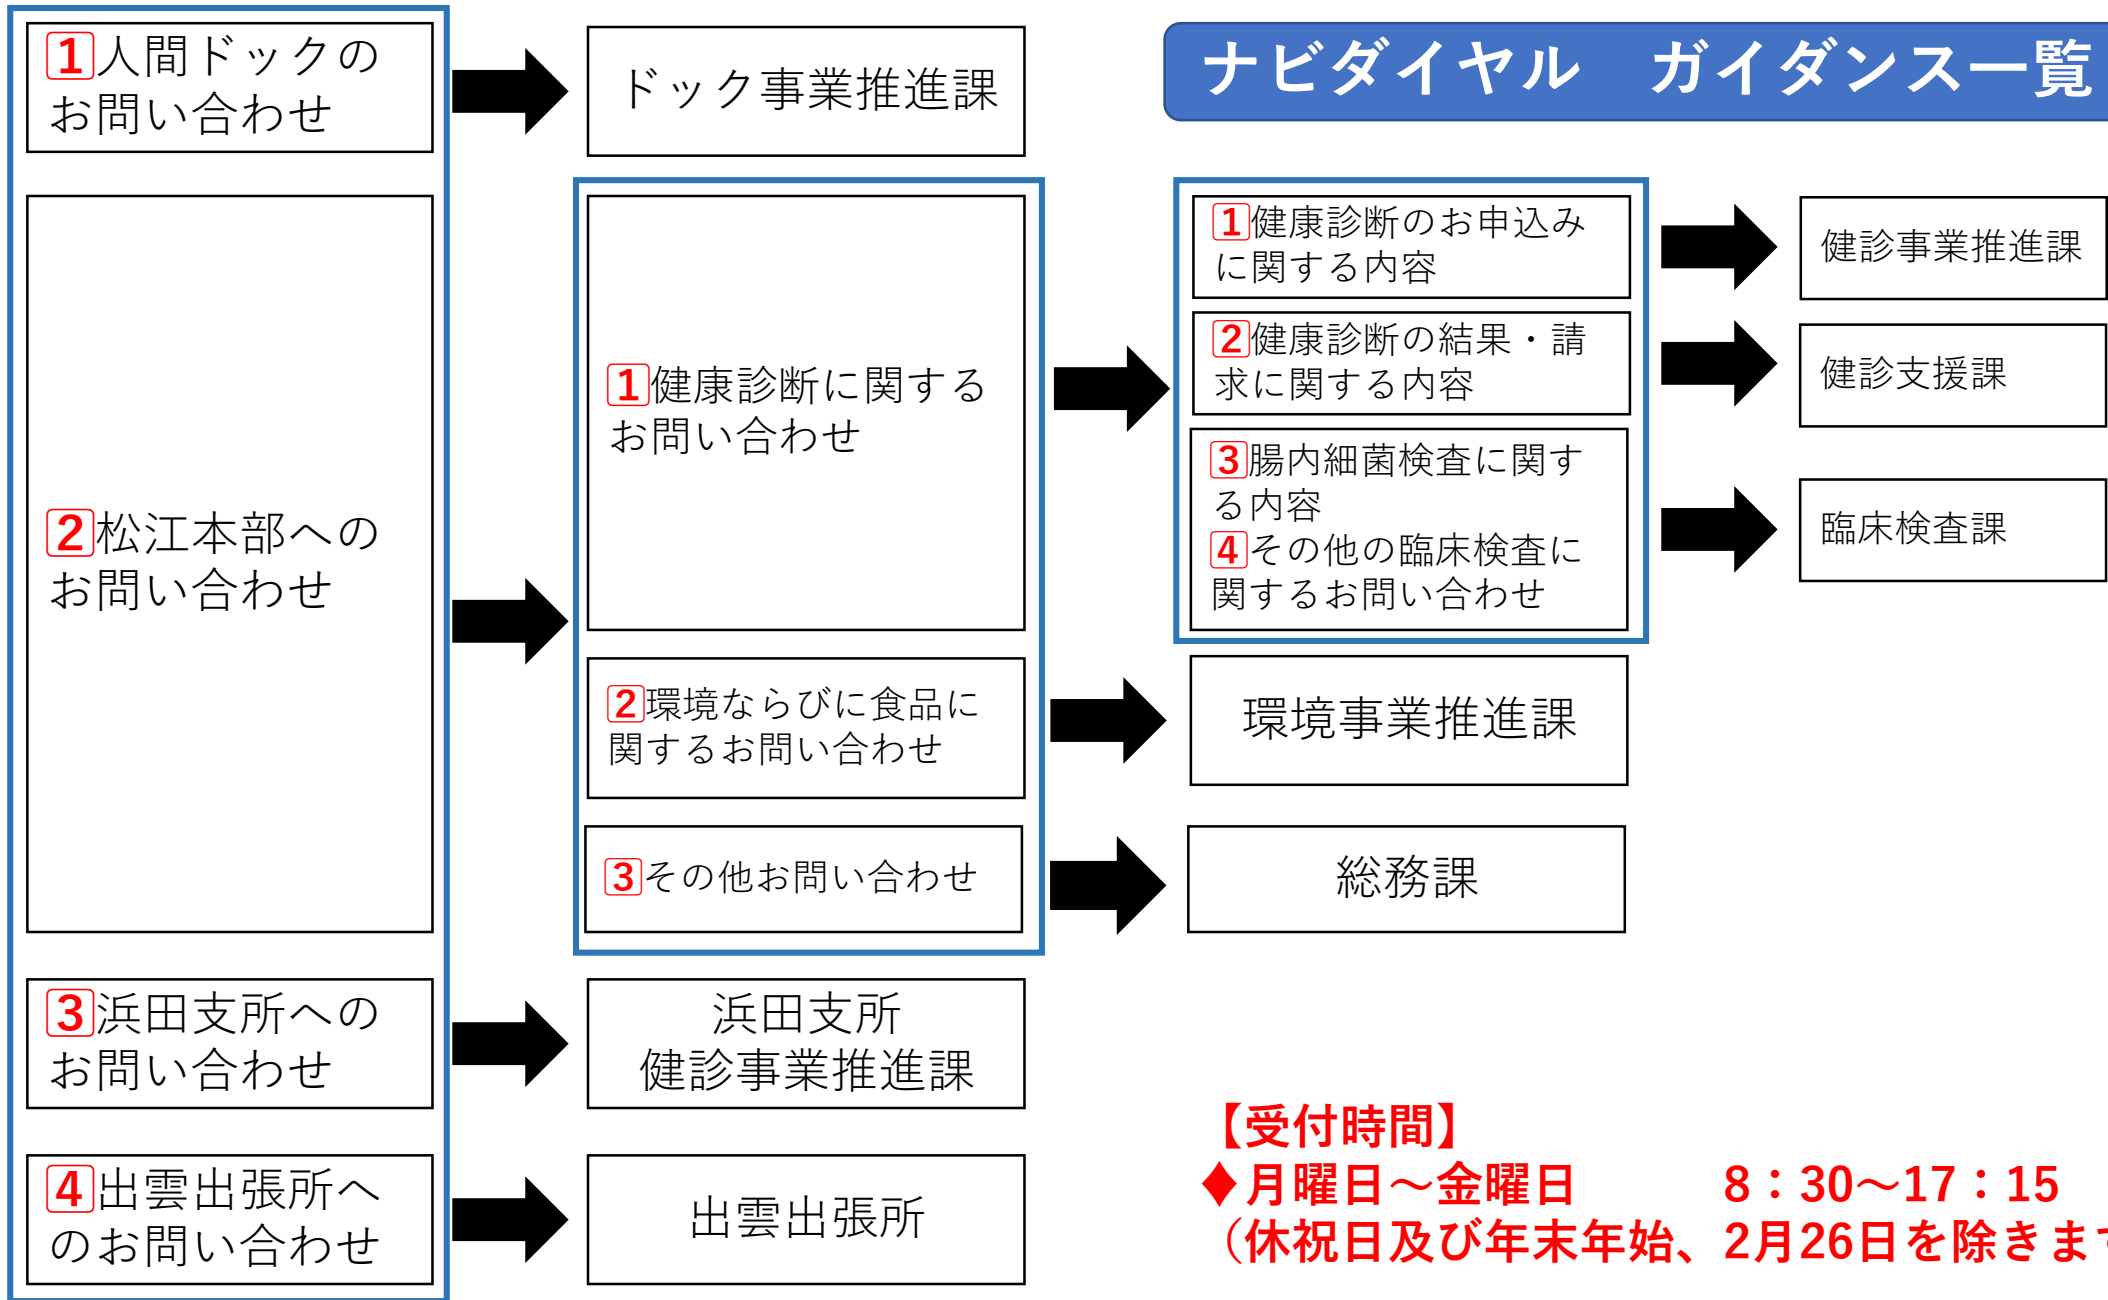 1人間ドックの
お問い合わせ
ドック事業推進課
ナビダイヤル　ガイダンス一覧
2松江本部への
お問い合わせ
1健康診断に関する
お問い合わせ
1健康診断のお申込み
に関する内容
健診事業推進課
2健康診断の結果・請
求に関する内容
健診支援課
3腸内細菌検査に関す
る内容
4その他の臨床検査に
関するお問い合わせ
臨床検査課
2環境ならびに食品に
関するお問い合わせ
環境事業推進課
3その他お問い合わせ
総務課
3浜田支所への
お問い合わせ
浜田支所
健診事業推進課
4出雲出張所へ
のお問い合わせ
出雲出張所
【受付時間】
♦月曜日～金曜日　　　8：30～17：15
（休祝日及び年末年始、2月26日を除きます